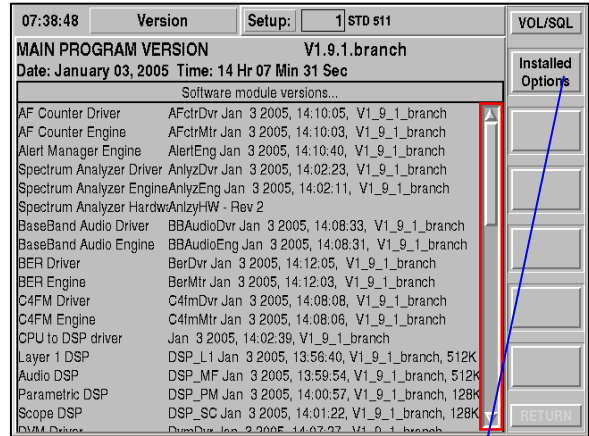 07:38:48 Version Setup: 1 STD 511 VOL/SQL
MAIN PROGRAM VERSION V1.9.1.branch
Date: January 03, 2005 Time: 14 Hr 07 Min 31 Sec
Installed
Options
Software module versions...
AF Counter Driver AFctrDvr Jan 3 2005, 14:10:05, V1_9_1_branch
AF Counter Engine AFctrMtr Jan 3 2005, 14:10:03, V1_9_1_branch
Alert Manager Engine AlertEng Jan 3 2005, 14:10:40, V1_9_1_branch
Spectrum Analyzer Driver AnlyzDvr Jan 3 2005, 14:02:23, V1_9_1_branch
Spectrum Analyzer Engine AnlyzEng Jan 3 2005, 14:02:11, V1_9_1_branch
Spectrum Analyzer Hardw AnlzyHW - Rev 2
BaseBand Audio Driver BBAudioDvr Jan 3 2005, 14:08:33, V1_9_1_branch
BaseBand Audio Engine BBAudioEng Jan 3 2005, 14:08:31, V1_9_1_branch
BER Driver BerDvr Jan 3 2005, 14:12:05, V1_9_1_branch
BER Engine BerMtr Jan 3 2005, 14:12:03, V1_9_1_branch
C4FM Driver C4fmDvr Jan 3 2005, 14:08:08, V1_9_1_branch
C4FM Engine C4fmMtr Jan 3 2005, 14:08:06, V1_9_1_branch
CPU to DSP driver Jan 3 2005, 14:02:39, V1_9_1_branch
Layer 1 DSP DSP_L1 Jan 3 2005, 13:56:40, V1_9_1_branch, 512K
Audio DSP DSP_MF Jan 3 2005, 13:59:54, V1_9_1_branch, 512K
Parametric DSP DSP_PM Jan 3 2005, 14:00:57, V1_9_1_branch, 128K
Scope DSP DSP_SC Jan 3 2005, 14:01:22, V1_9_1_branch, 128K
DVM Driver DvmDvr Jan 3 2005, 14:07:27, V1_9_1_branch
RETURN